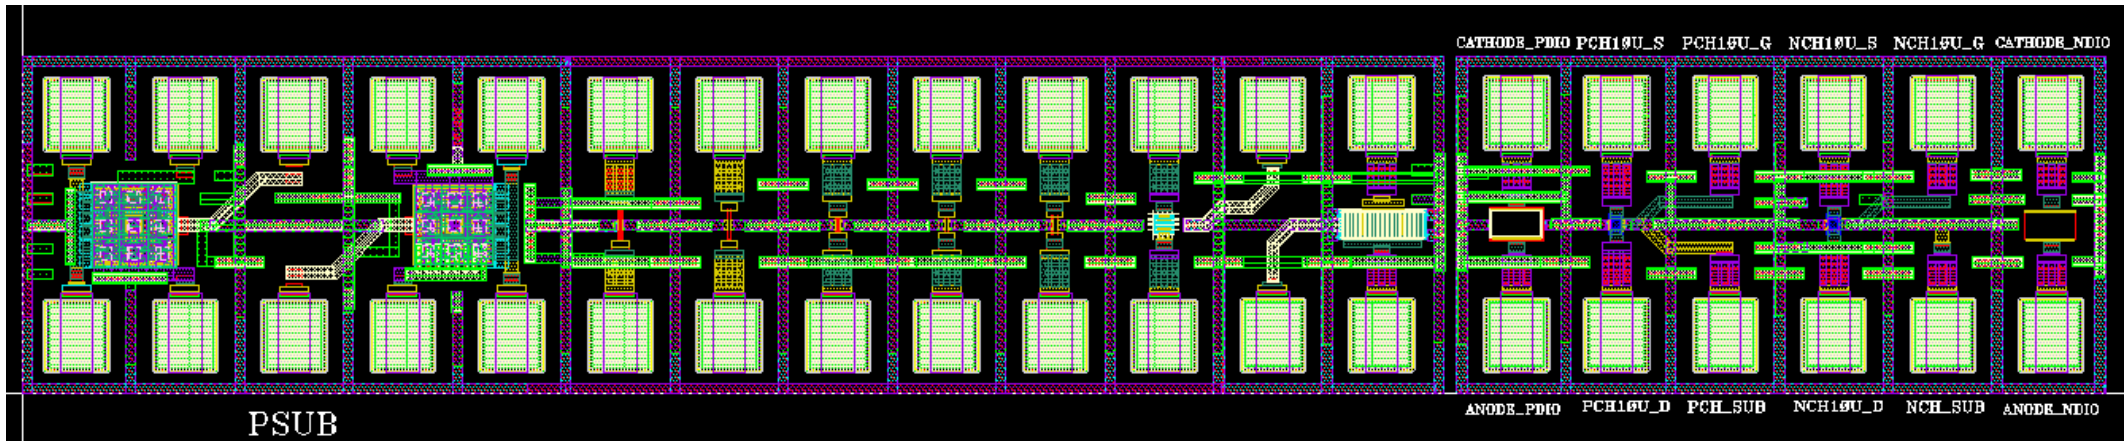 CATHODE_PDIO PCH10U_S PCH10U_G NCH10U_S NCH10U_G CATHODE_NDIO
ANODE_PDIO PCH10U_D PCH_SUB NCH10U_D NCH_SUB ANODE_NDIO
PSUB